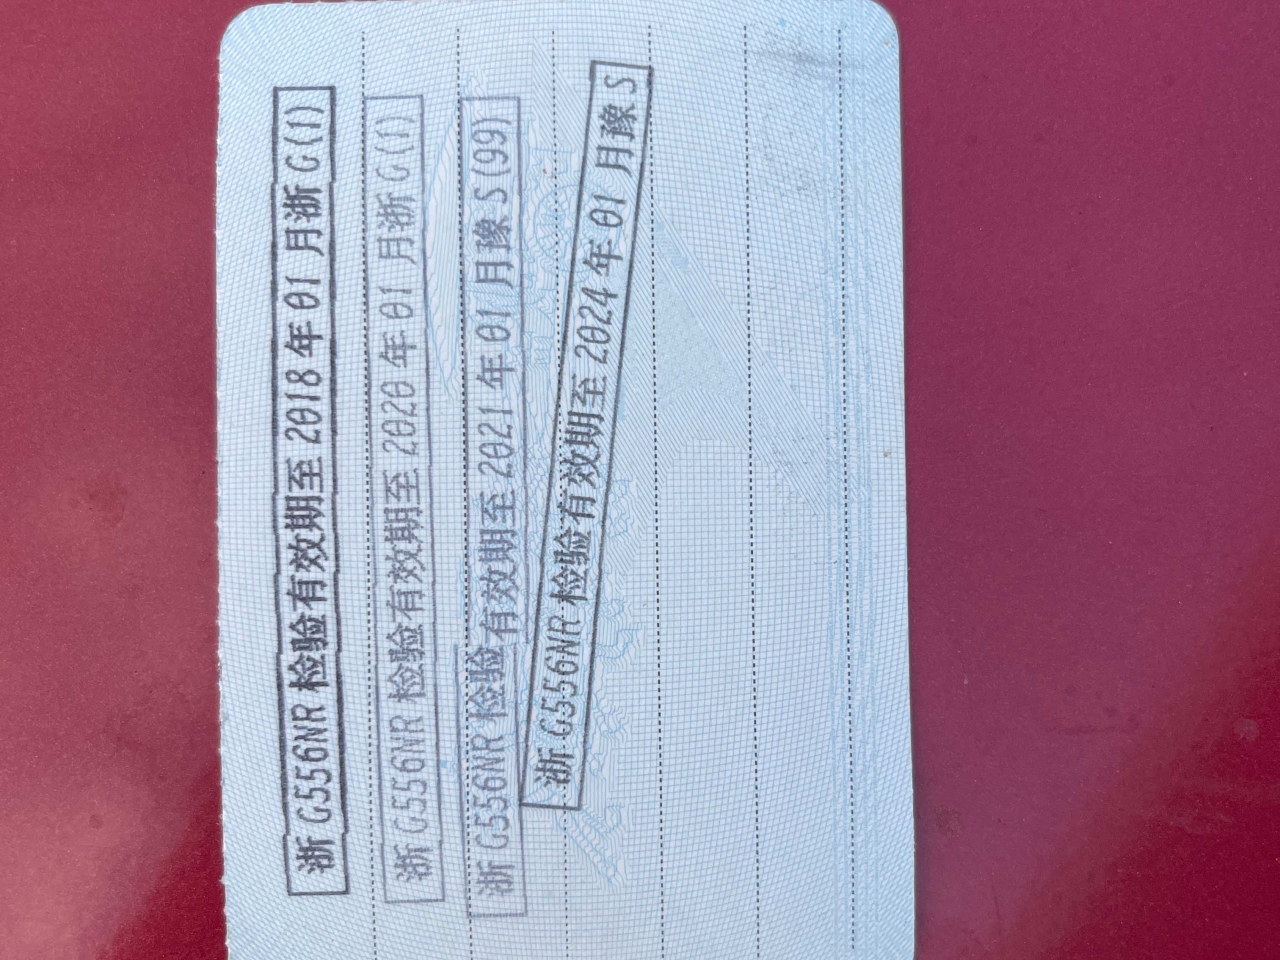 浙 G556NR 检验有效期至 2018 年 01 月浙 G(1)
浙 G556NR 检验有效期至 2020 年 01 月浙 G(1)
浙 G556NR 检验有效期至 2021 年 01 月豫 S(99)
浙 G556NR 检验有效期至 2024 年 01 月豫 S